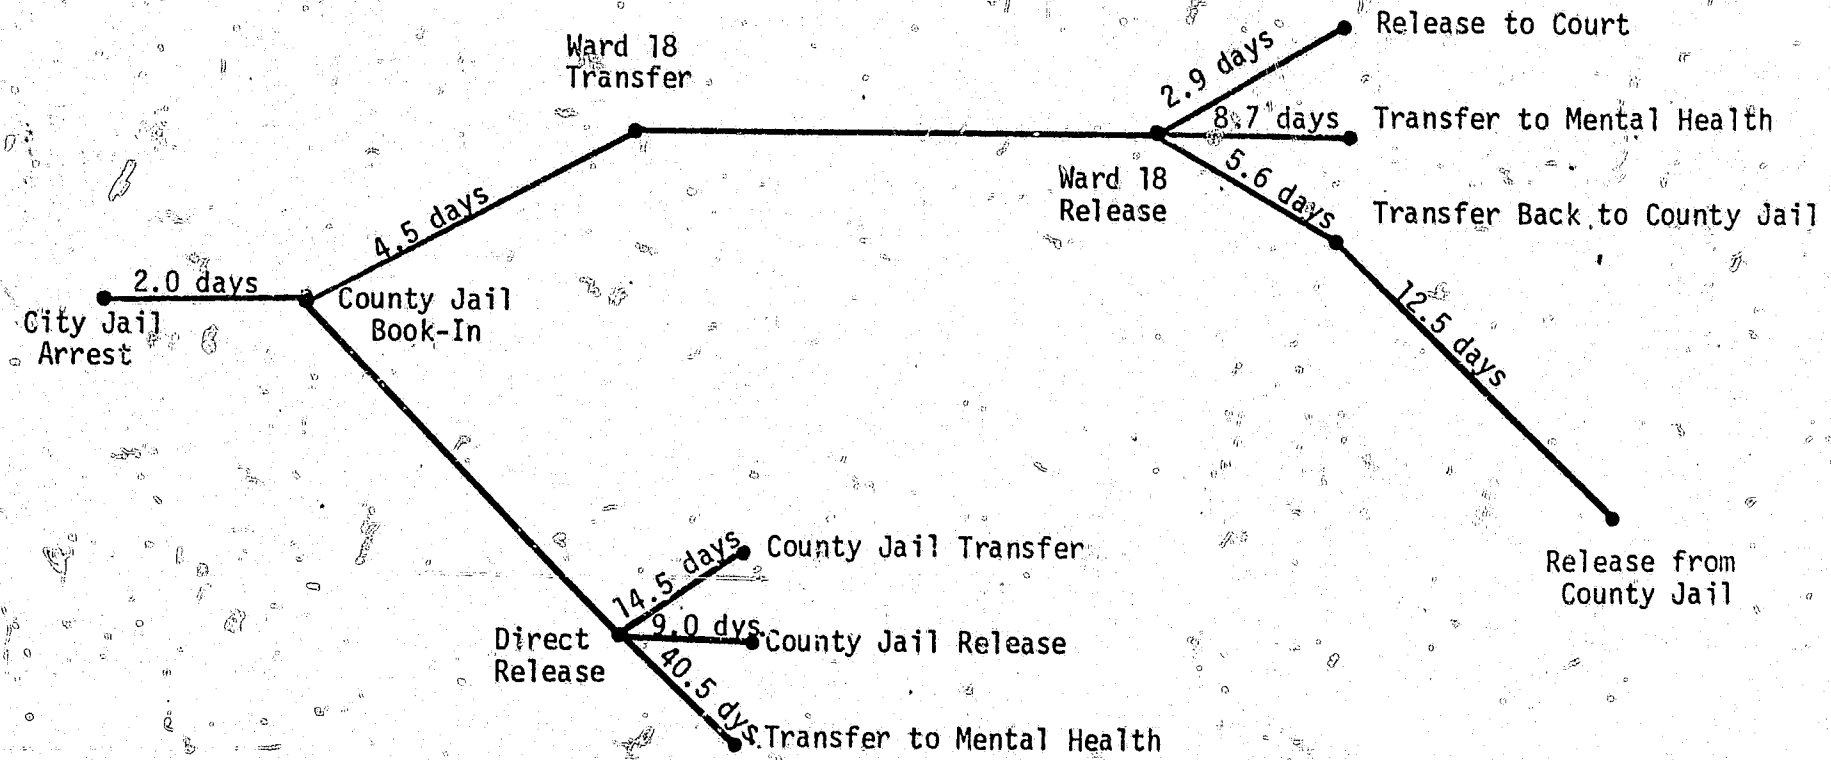 Release to Court
2.9 days
Ward 18
Transfer
8.7 days
Transfer to Mental Health
5.6 days
Ward 18
Release
Transfer Back to County Jail
4.5 days
2.0 days
City Jail
Arrest
County Jail
Book-In
12.5 days
14.5 days
County Jail Transfer
Release from
County Jail
9.0 dys.
County Jail Release
Direct
Release
40.5 dys.
Transfer to Mental Health